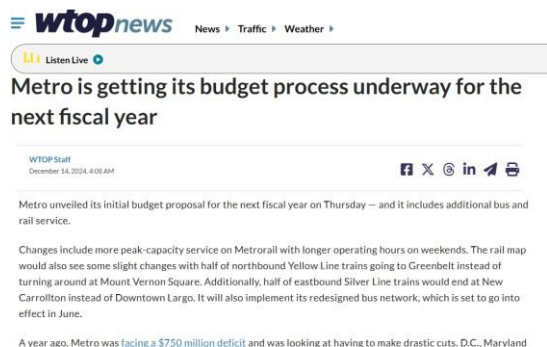 wtopnews
News
Traffic
Weather
Listen Live
Metro is getting its budget process underway for the
next fiscal year
WTOP Staff
December 14, 2024, 4:08 AM
Metro unveiled its initial budget proposal for the next fiscal year on Thursday — and it includes additional bus and
rail service.
Changes include more peak-capacity service on Metrorail with longer operating hours on weekends. The rail map
would also see some slight changes with half of northbound Yellow Line trains going to Greenbelt instead of
turning around at Mount Vernon Square. Additionally, half of eastbound Silver Line trains would end at New
Carrollton instead of Downtown Largo. It will also implement its redesigned bus network, which is set to go into
effect in June.
A year ago, Metro was facing a $750 million deficit and was looking at having to make drastic cuts. D.C., Maryland